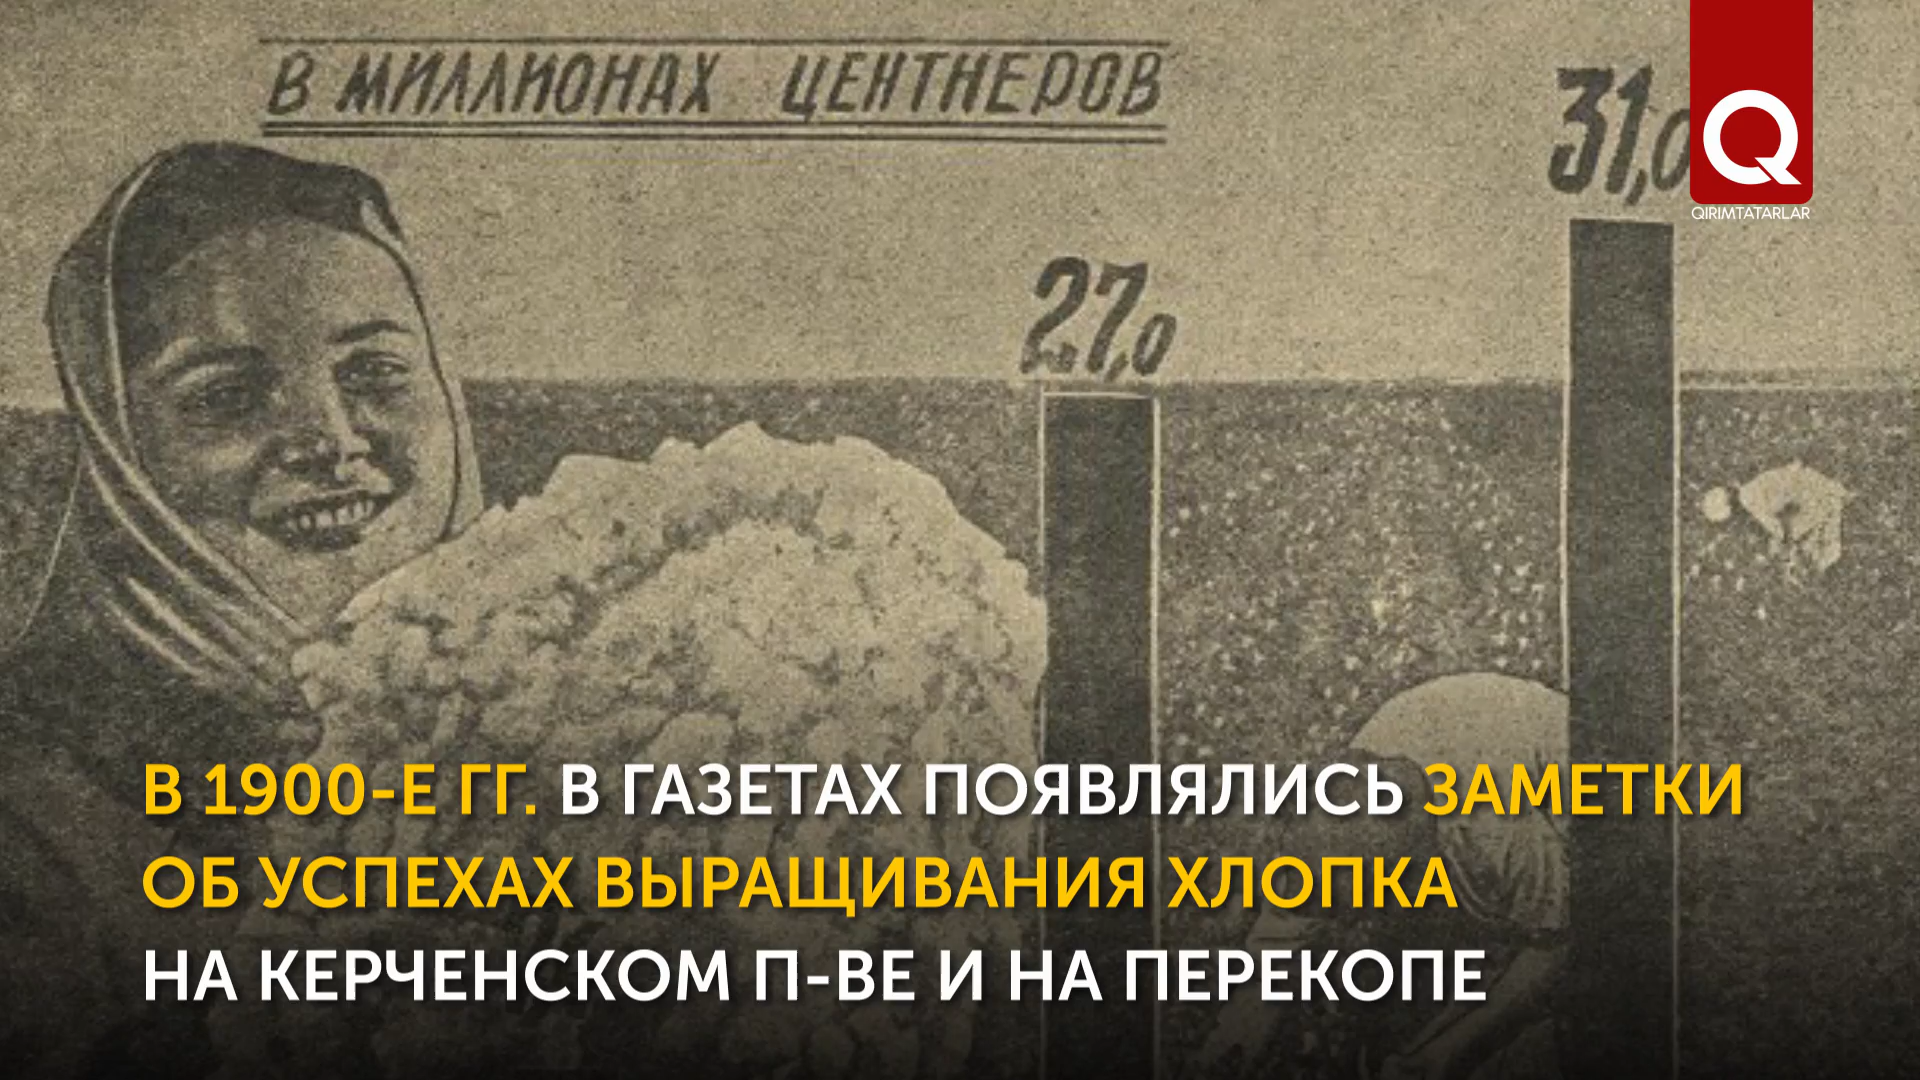 В МИЛЛИОНАХ ЦЕНТНЕРОВ
31,0
QIRIMTATARLAR
27,0
В 1900-Е ГГ. В ГАЗЕТАХ ПОЯВЛЯЛИСЬ ЗАМЕТКИ
ОБ УСПЕХАХ ВЫРАЩИВАНИЯ ХЛОПКА
НА КЕРЧЕНСКОМ П-ВЕ И НА ПЕРЕКОПЕ